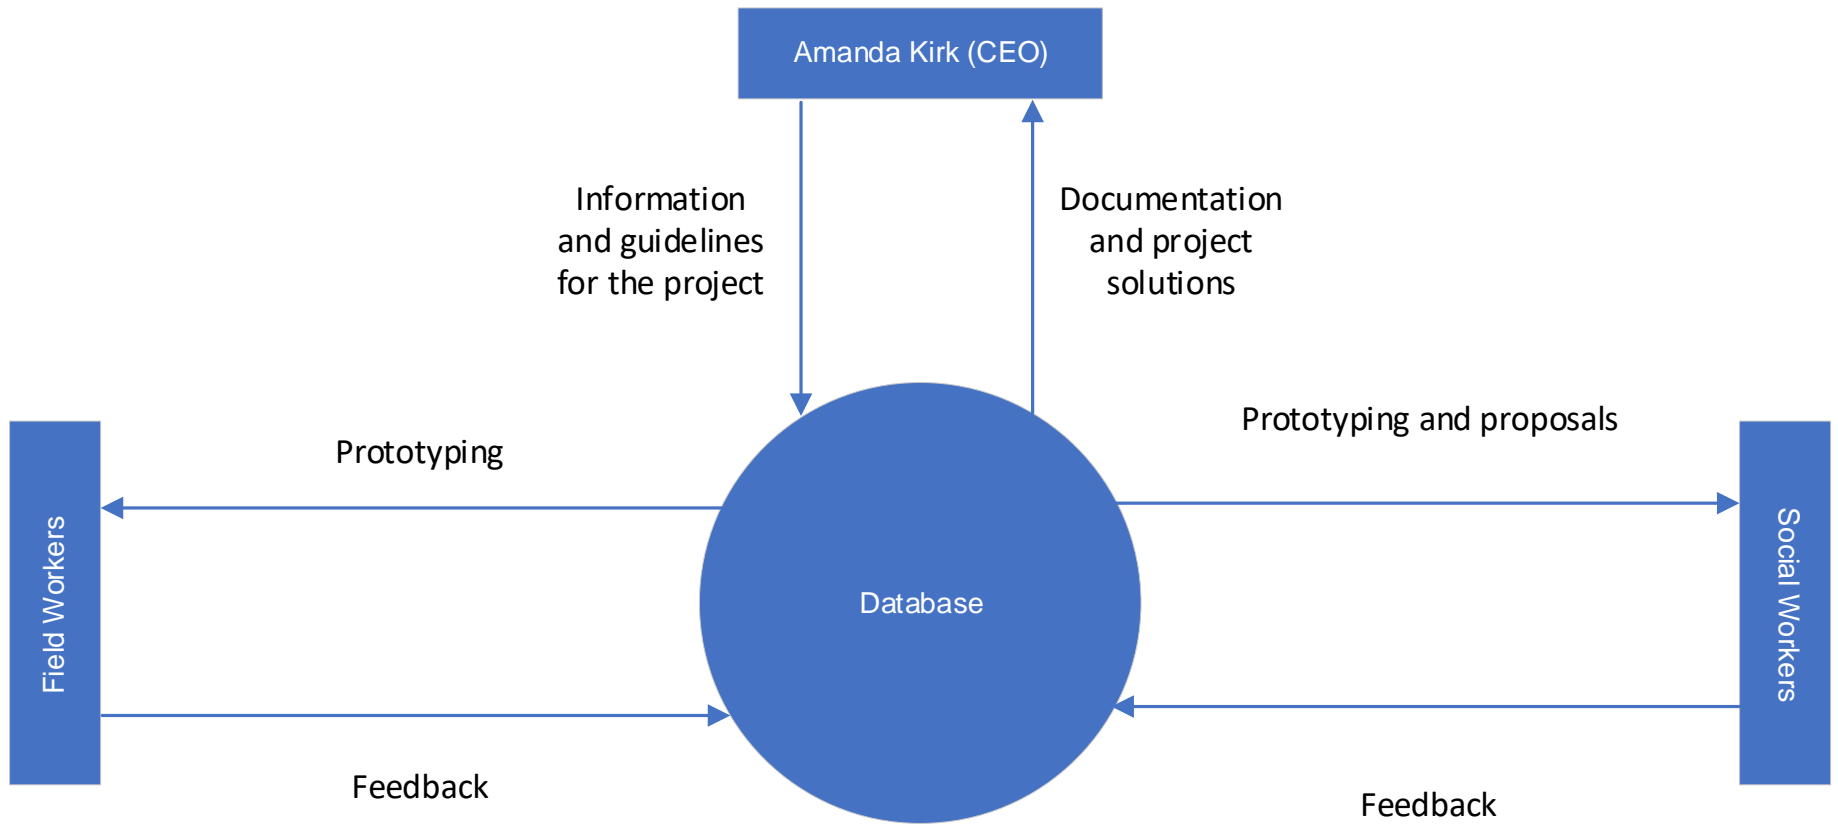 Amanda Kirk (CEO)
Information
and guidelines
for the project
Documentation
and project
solutions
Prototyping
Prototyping and proposals
Field Workers
Database
Social Workers
Feedback
Feedback